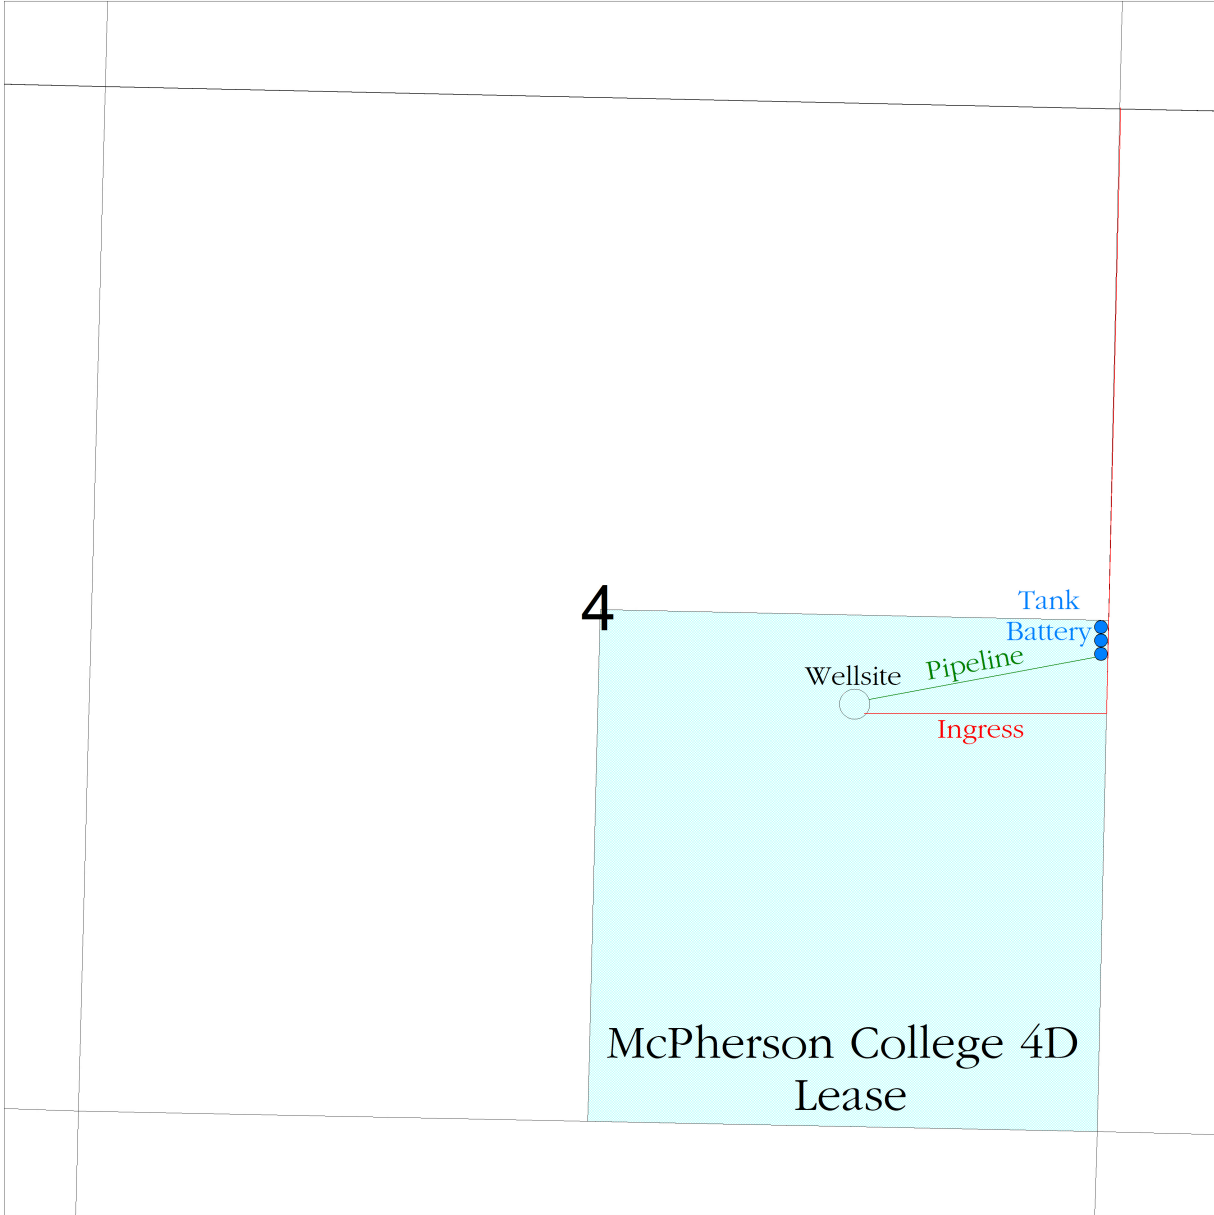 4
Tank
Battery
Pipeline
Wellsite
Ingress
McPherson College 4D
Lease